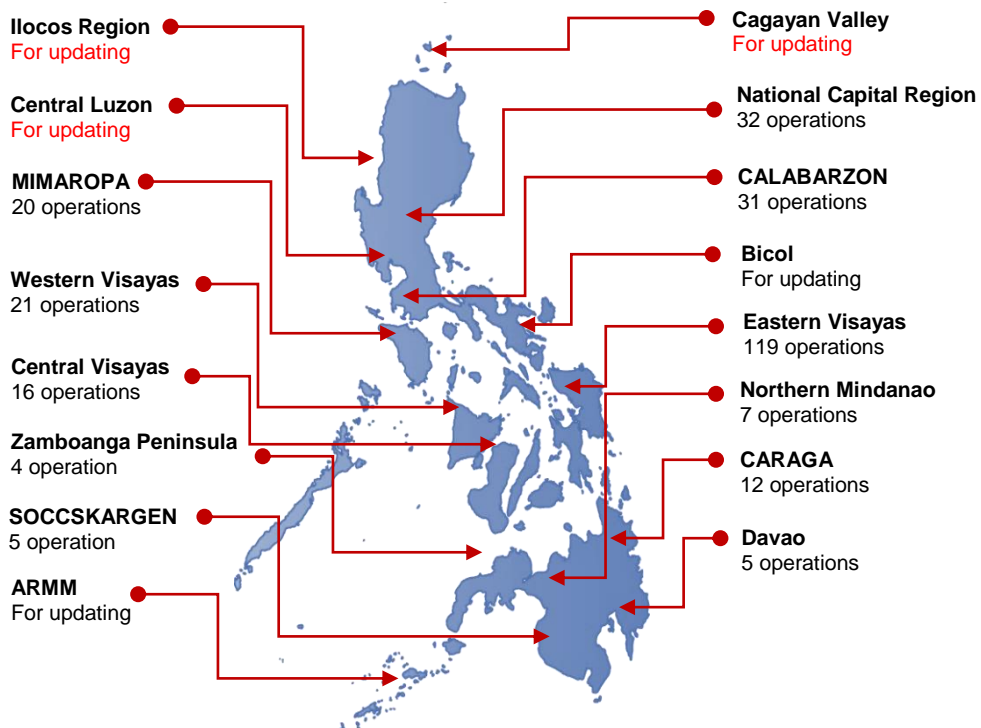 Ilocos Region
For updating
Central Luzon
For updating
MIMAROPA
20 operations
Western Visayas
21 operations
Central Visayas
16 operations
Zamboanga Peninsula
4 operation
SOCCSKARGEN
5 operation
ARMM
For updating
Cagayan Valley
For updating
National Capital Region
32 operations
CALABARZON
31 operations
Bicol
For updating
Eastern Visayas
119 operations
Northern Mindanao
7 operations
CARAGA
12 operations
Davao
5 operations